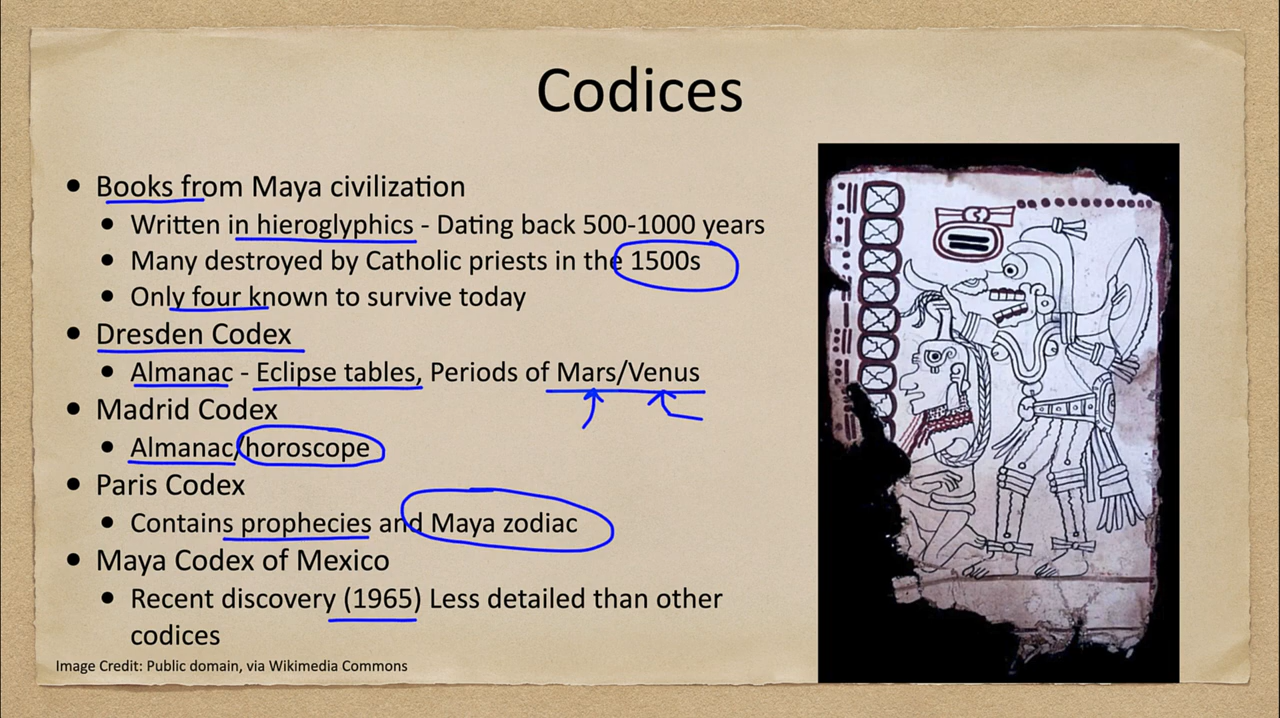 Codices
• Books from Maya civilization
• Written in hieroglyphics - Dating back 500-1000 years
• Many destroyed by Catholic priests in the 1500s
• Only four known to survive today
• Dresden Codex
• Almanac - Eclipse tables, Periods of Mars/Venus
• Madrid Codex
• Almanac/horoscope
• Paris Codex
• Contains prophecies and Maya zodiac
• Maya Codex of Mexico
• Recent discovery (1965) Less detailed than other
codices
Image Credit: Public domain, via Wikimedia Commons